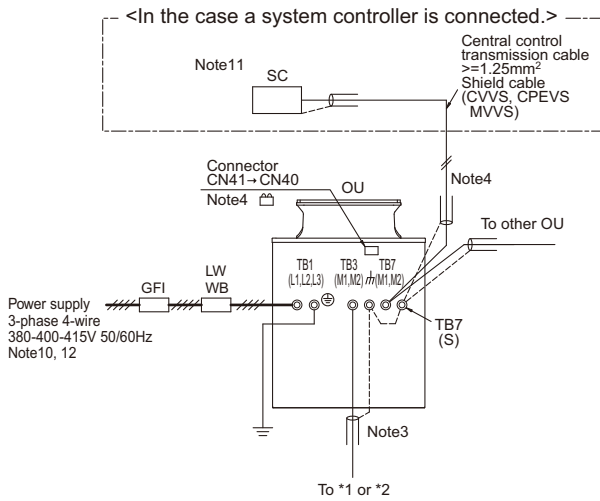 <In the case a system controller is connected.>
Note11
SC
Central control
transmission cable
>=1.25mm²
Shield cable
(CVVS, CPEVS
MVVS)
Connector
CN41→CN40
Note4
OU
Note4
To other OU
TB1
(L1,L2,L3)
TB3
(M1,M2)
TB7
(M1,M2)
GFI
LW
WB
Power supply
3-phase 4-wire
380-400-415V 50/60Hz
Note10, 12
TB7
(S)
Note3
To *1 or *2